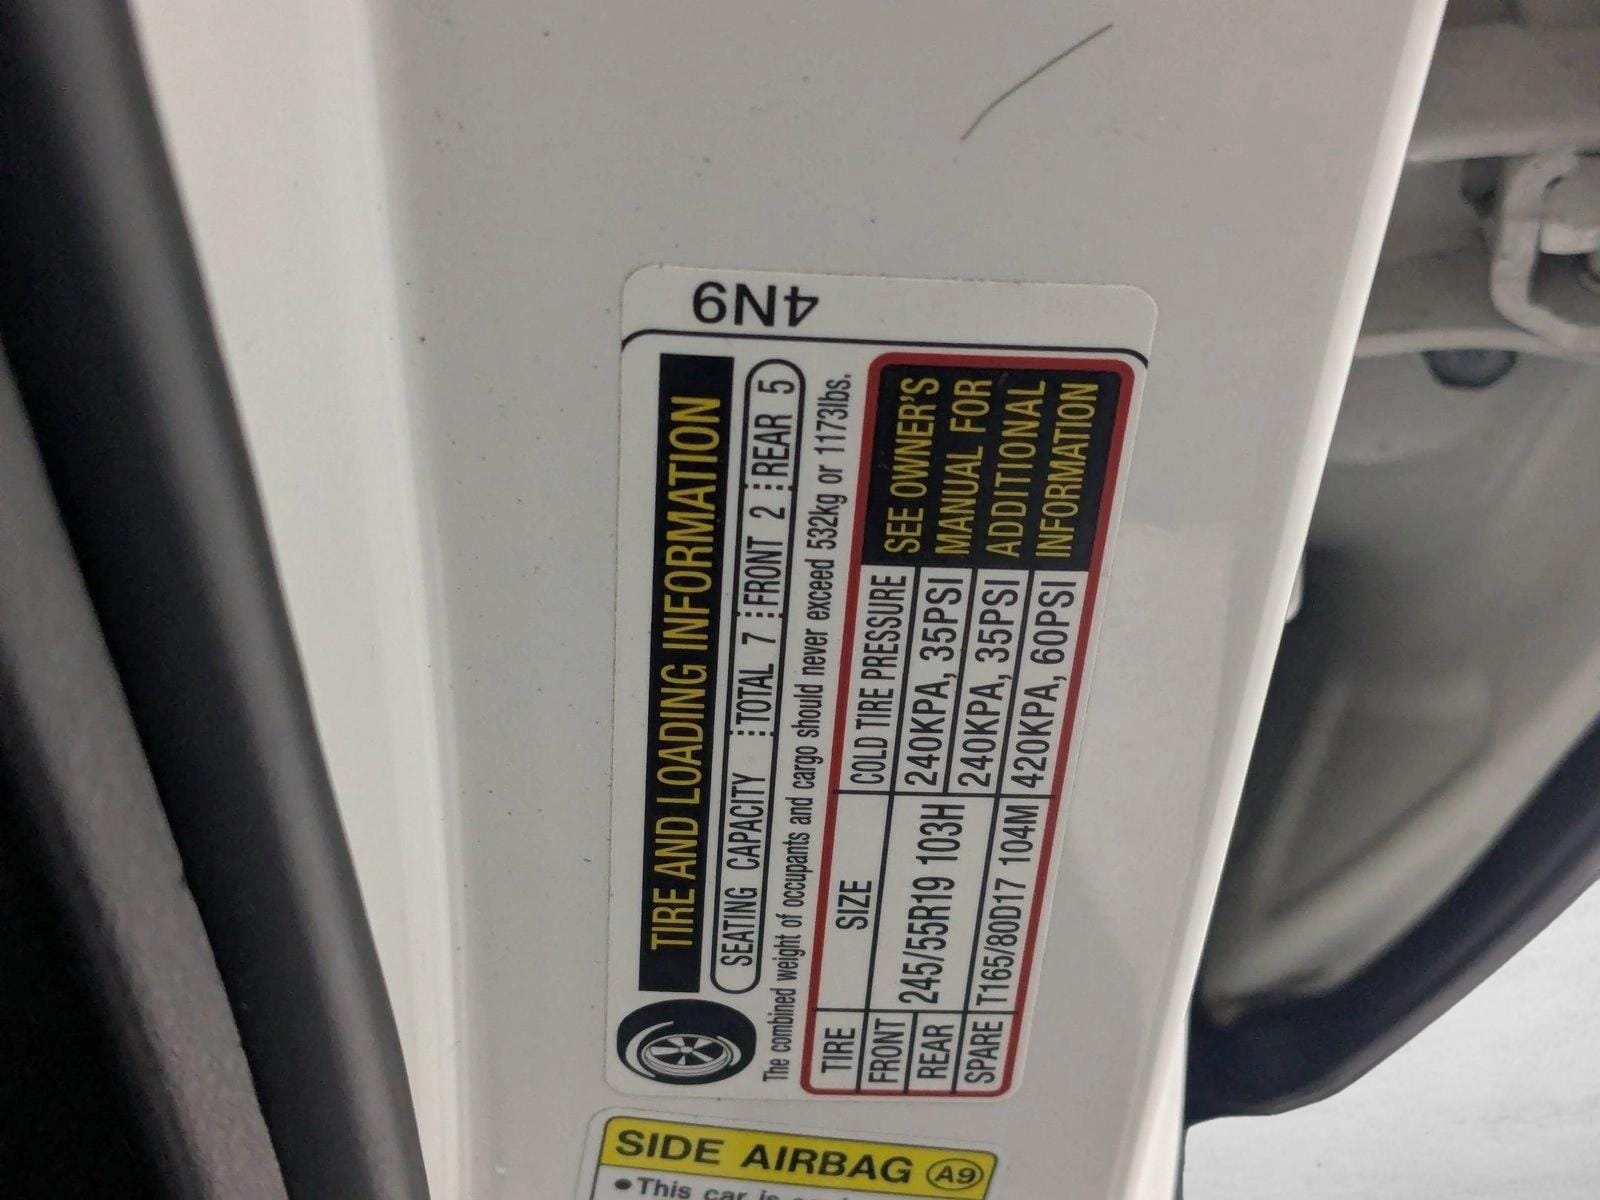 4N9
TIRE AND LOADING INFORMATION
SEATING CAPACITY TOTAL 7 FRONT 2 REAR 5
The combined weight of occupants and cargo should never exceed 532kg or 1173lbs.
TIRE SIZE COLD TIRE PRESSURE
FRONT 245/55R19 103H 240KPA, 35PSI
REAR 240KPA, 35PSI
SPARE T165/80D17 104M 420KPA, 60PSI
SEE OWNER'S
MANUAL FOR
ADDITIONAL
INFORMATION
SIDE AIRBAG A9
•This car is